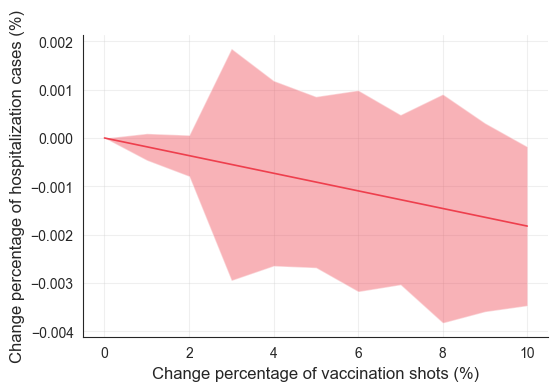 Change percentage of hospitalization cases (%)
0.002
0.001
0.000
−0.001
−0.002
−0.003
−0.004
0 2 4 6 8 10
Change percentage of vaccination shots (%)